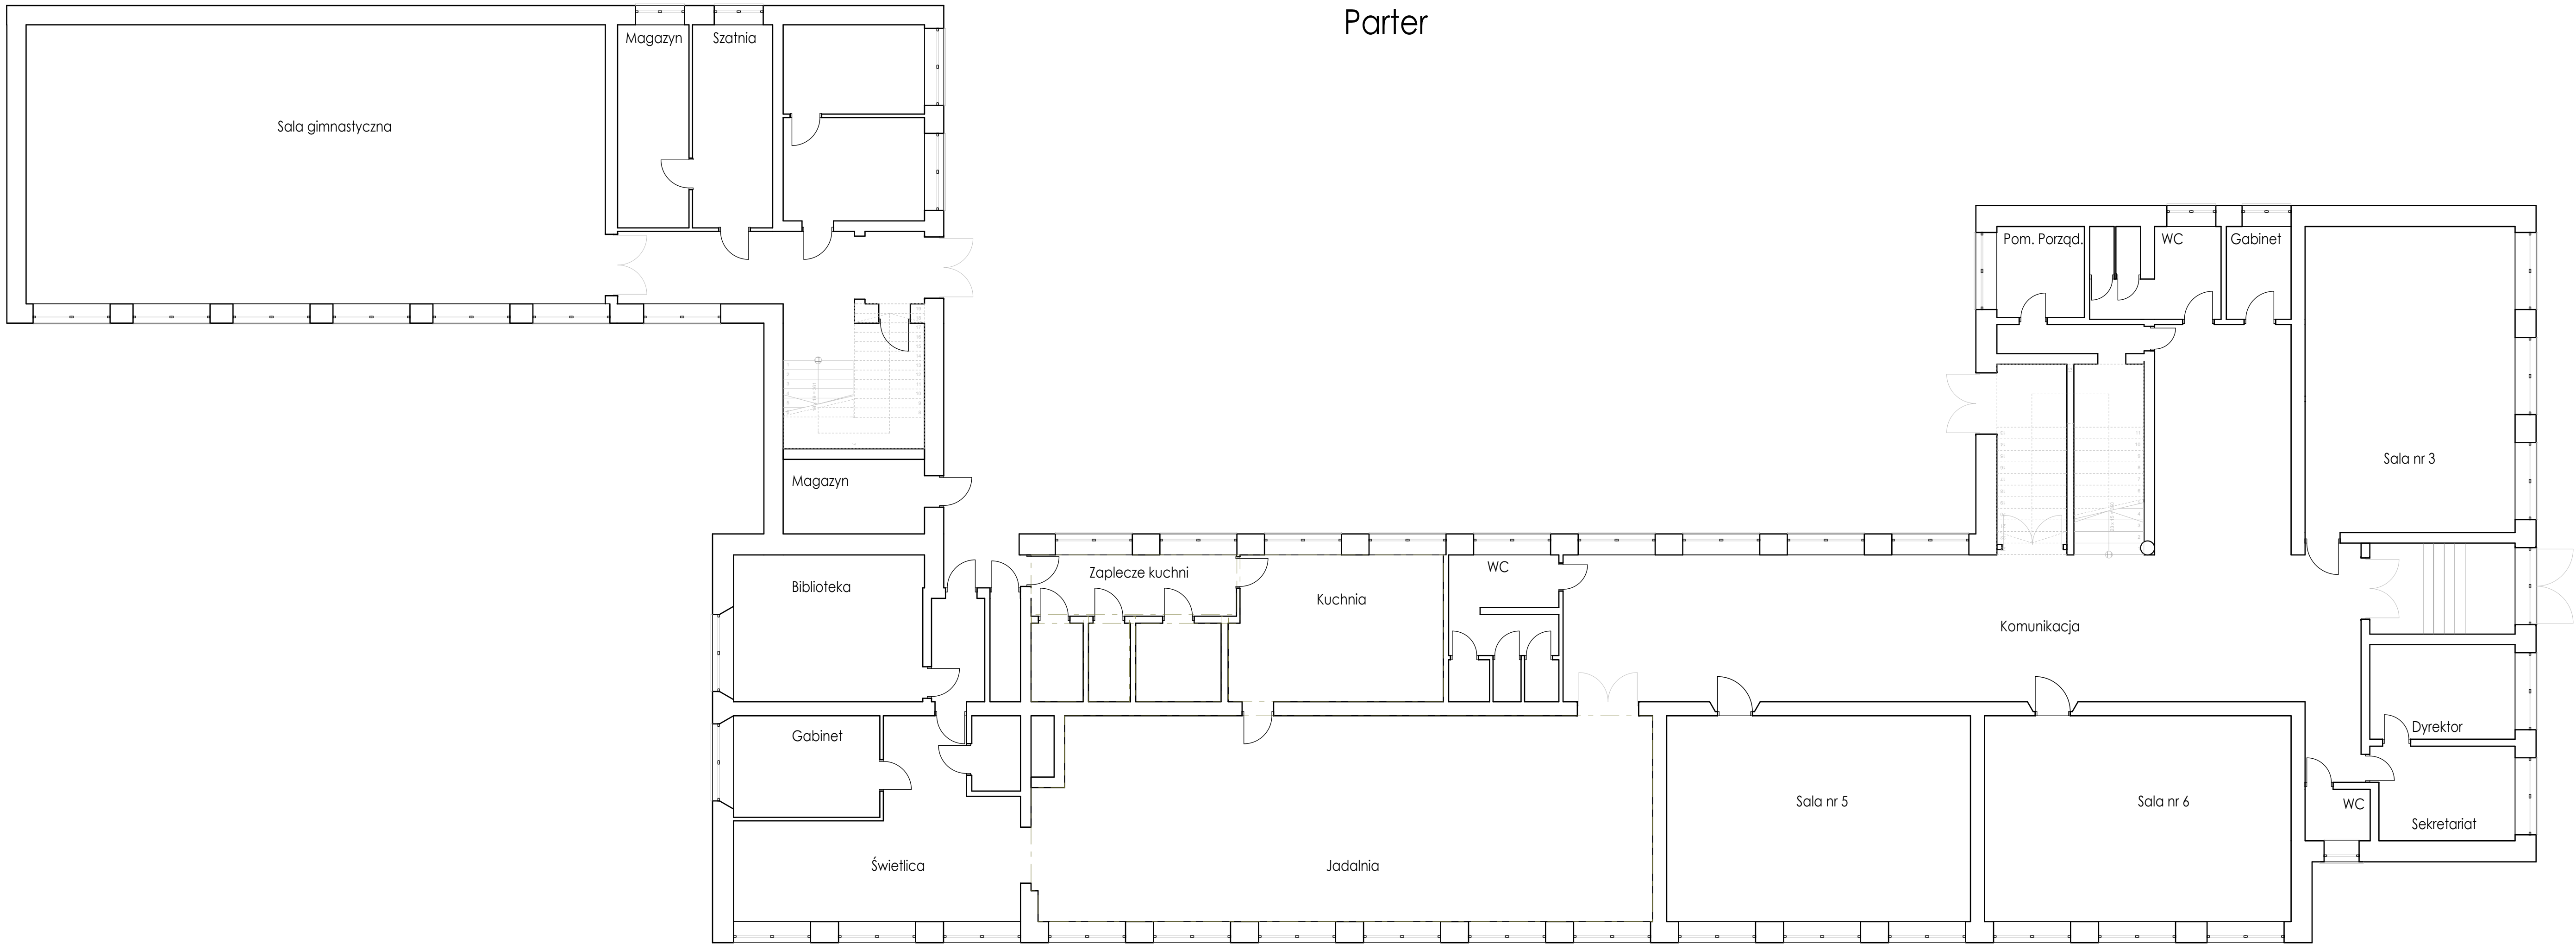 Parter
Magazyn
Szatnia
Sala gimnastyczna
Pom. Porząd.
WC
Gabinet
Sala nr 3
Magazyn
Biblioteka
Zaplecze kuchni
Kuchnia
WC
Komunikacja
Gabinet
Dyrektor
Sala nr 5
Sala nr 6
WC
Sekretariat
Świetlica
Jadalnia